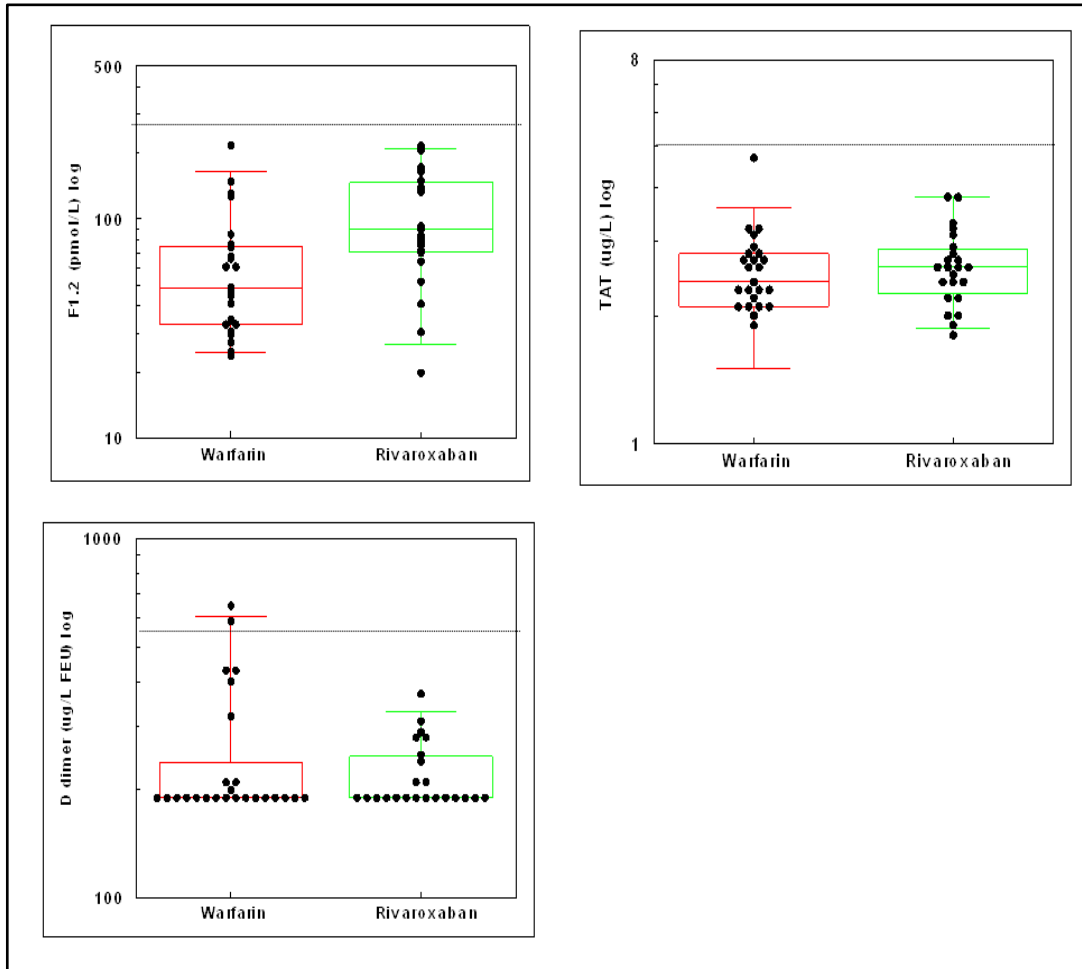 500
100
10
F1.2 (pmol/L) log
Warfarin
Rivaroxaban
8
1
TAT (ug/L) log
Warfarin
Rivaroxaban
1000
100
D dimer (ug/L FEU) log
Warfarin
Rivaroxaban